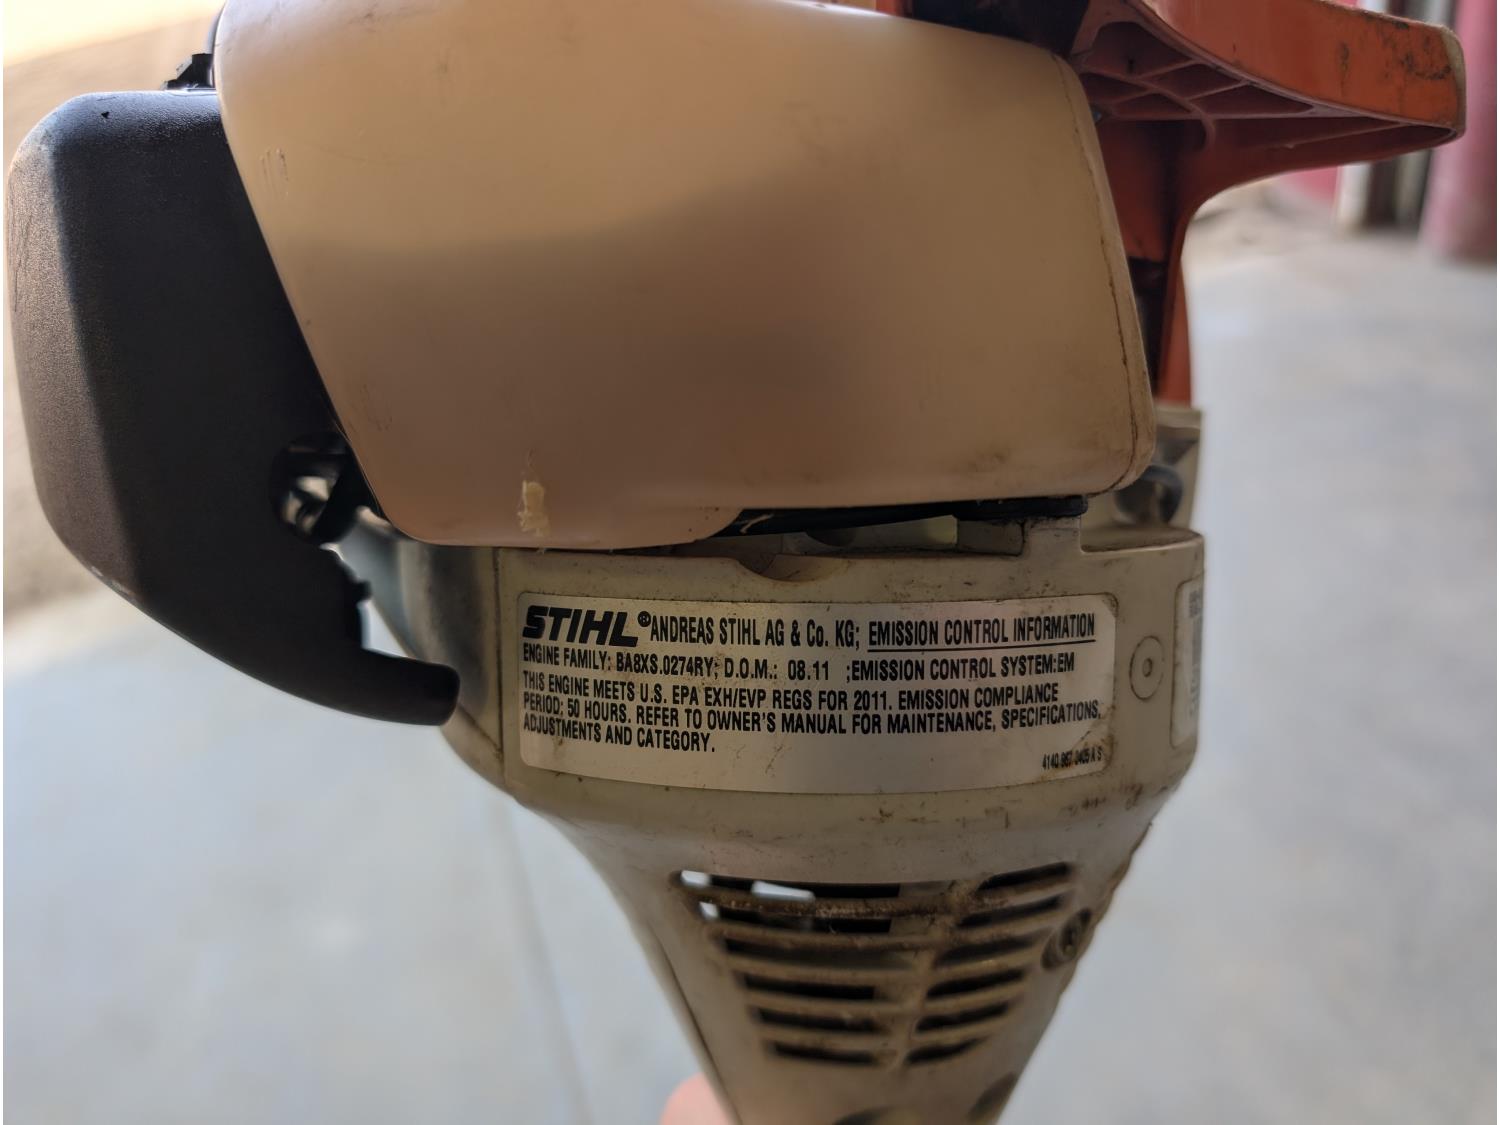 STIHL® ANDREAS STIHL AG & Co. KG; EMISSION CONTROL INFORMATION
ENGINE FAMILY: BA8XS.0274RY; D.O.M.: 08.11 ;EMISSION CONTROL SYSTEM:EM
THIS ENGINE MEETS U.S. EPA EXH/EVP REGS FOR 2011. EMISSION COMPLIANCE
PERIOD: 50 HOURS. REFER TO OWNER'S MANUAL FOR MAINTENANCE, SPECIFICATIONS,
ADJUSTMENTS AND CATEGORY.
4140 967